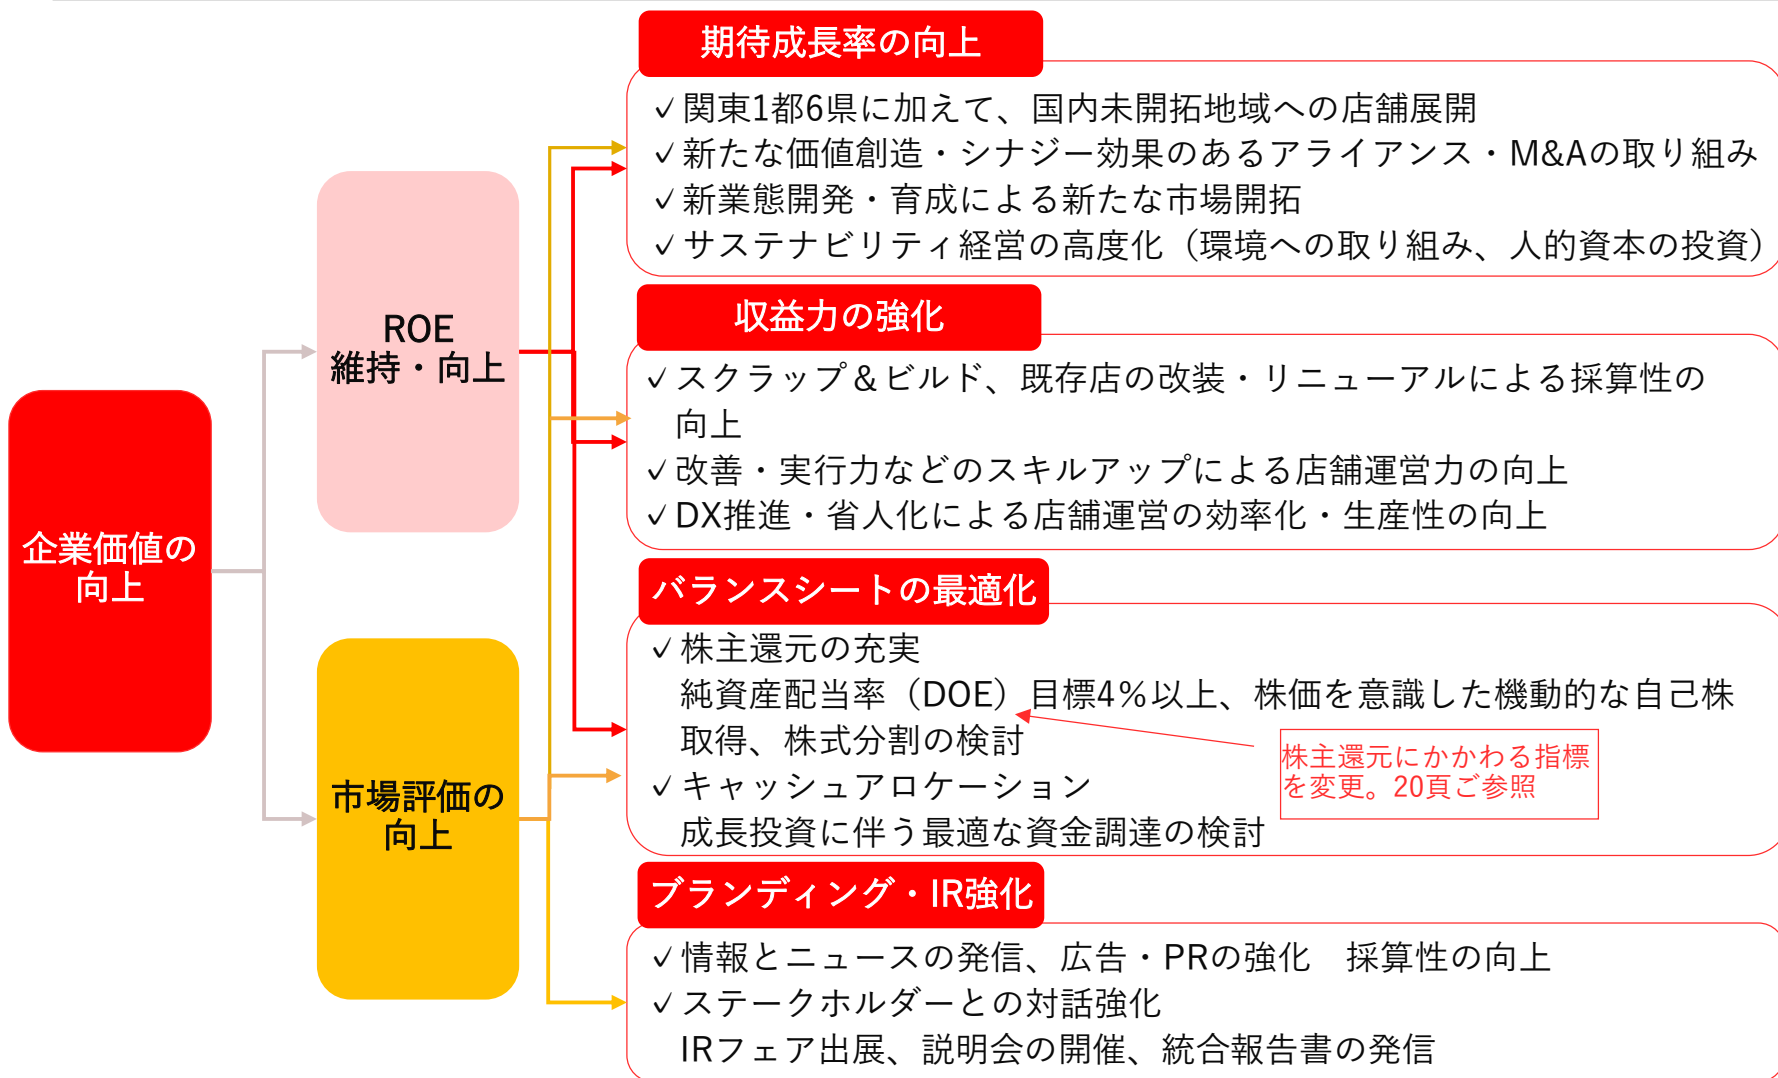 期待成長率の向上
✓関東1都6県に加えて、国内未開拓地域への店舗展開
✓新たな価値創造・シナジー効果のあるアライアンス・M&Aの取り組み
✓新業態開発・育成による新たな市場開拓
✓サステナビリティ経営の高度化（環境への取り組み、人的資本の投資）
ROE
維持・向上
収益力の強化
✓スクラップ＆ビルド、既存店の改装・リニューアルによる採算性の
向上
✓改善・実行力などのスキルアップによる店舗運営力の向上
✓DX推進・省人化による店舗運営の効率化・生産性の向上
企業価値の
向上
バランスシートの最適化
✓株主還元の充実
純資産配当率（DOE）目標4％以上、株価を意識した機動的な自己株
取得、株式分割の検討
株主還元にかかわる指標
を変更。20頁ご参照
✓キャッシュアロケーション
成長投資に伴う最適な資金調達の検討
市場評価の
向上
ブランディング・IR強化
✓情報とニュースの発信、広告・PRの強化　採算性の向上
✓ステークホルダーとの対話強化
IRフェア出展、説明会の開催、統合報告書の発信